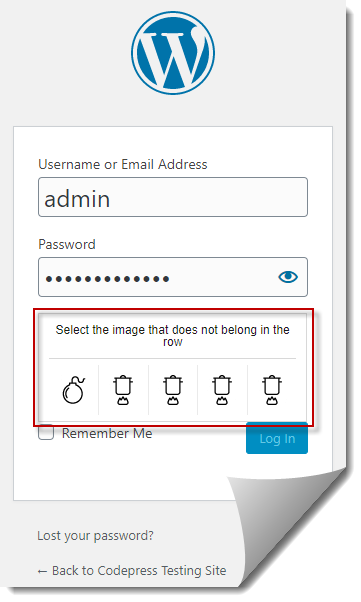 Username or Email Address
admin
Password
•••••••••••••
Select the image that does not belong in the
row
Remember Me
Log In
Lost your password?
← Back to Codepress Testing Site